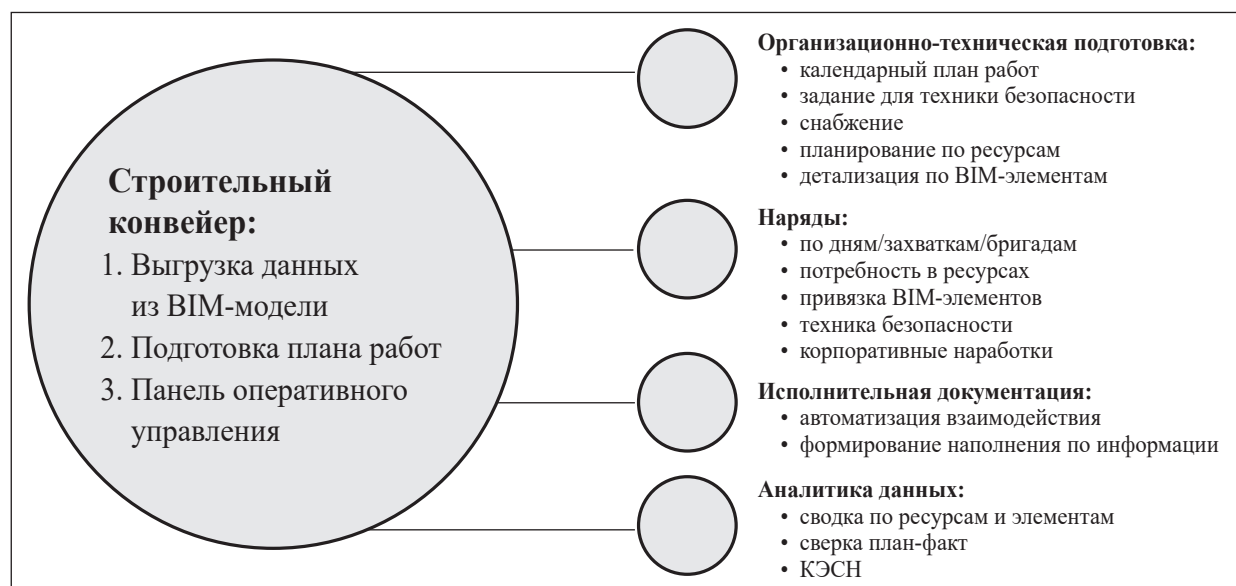 Строительный
конвейер:
1. Выгрузка данных
из BIM-модели
2. Подготовка плана работ
3. Панель оперативного
управления
Организационно-техническая подготовка:
• календарный план работ
• задание для техники безопасности
• снабжение
• планирование по ресурсам
• детализация по BIM-элементам
Наряды:
• по дням/захваткам/бригадам
• потребность в ресурсах
• привязка BIM-элементов
• техника безопасности
• корпоративные наработки
Исполнительная документация:
• автоматизация взаимодействия
• формирование наполнения по информации
Аналитика данных:
• сводка по ресурсам и элементам
• сверка план-факт
• КЭСН